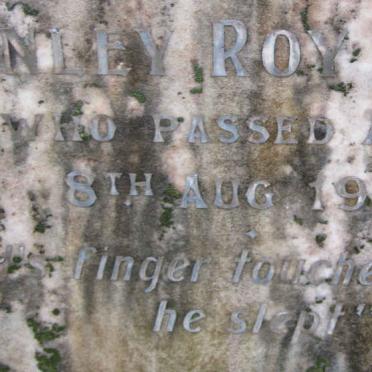 NLEY ROY
WHO PASSED A
8TH AUG 19
's finger touche
he slept"